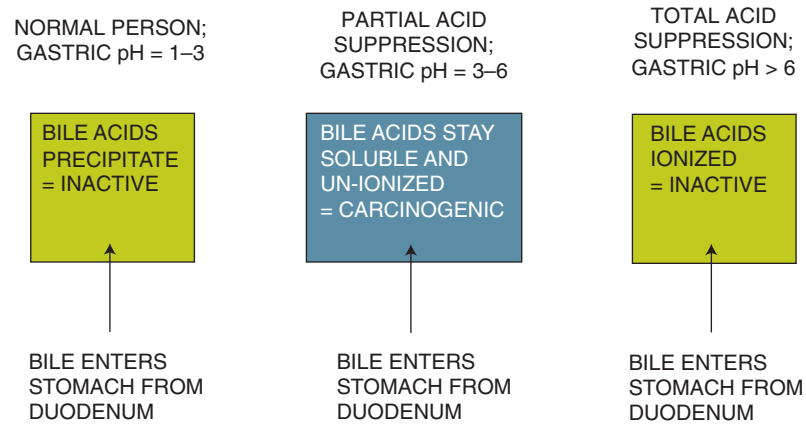 NORMAL PERSON;
GASTRIC pH = 1–3
BILE ACIDS
PRECIPITATE
= INACTIVE
BILE ENTERS
STOMACH FROM
DUODENUM
PARTIAL ACID
SUPPRESSION;
GASTRIC pH = 3–6
BILE ACIDS STAY
SOLUBLE AND
UN-IONIZED
= CARCINOGENIC
BILE ENTERS
STOMACH FROM
DUODENUM
TOTAL ACID
SUPPRESSION;
GASTRIC pH > 6
BILE ACIDS
IONIZED
= INACTIVE
BILE ENTERS
STOMACH FROM
DUODENUM